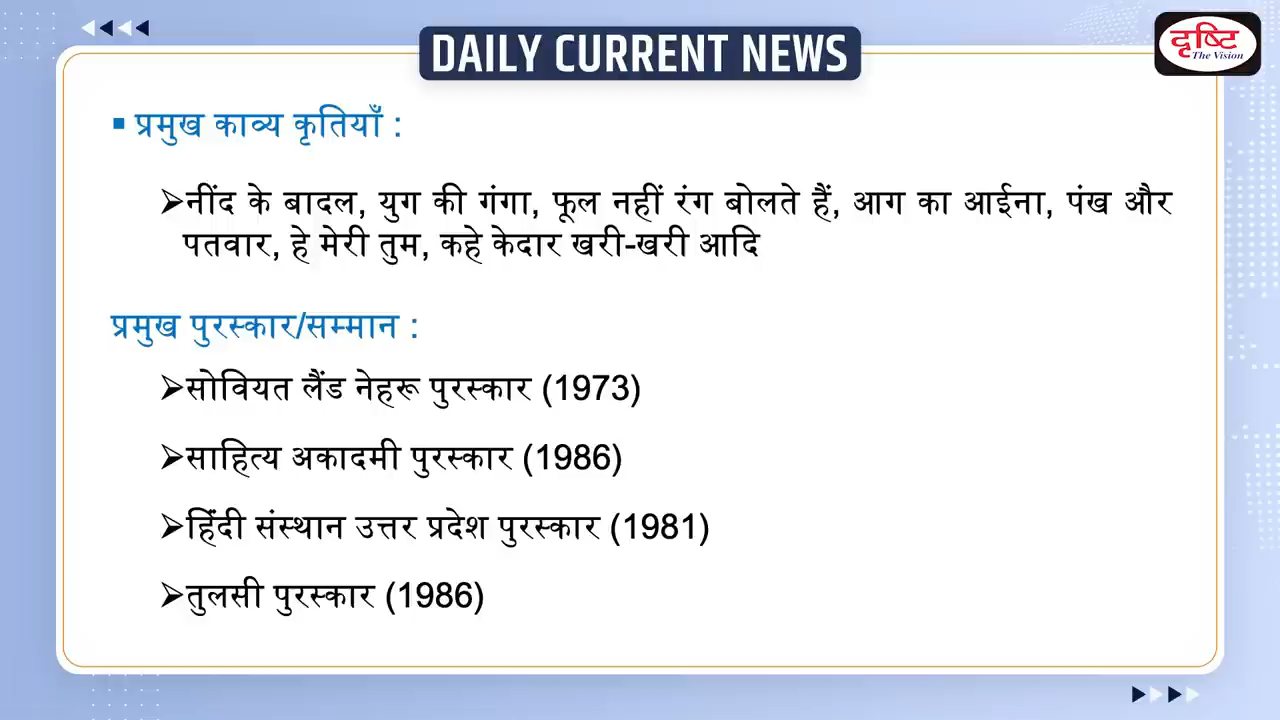 DAILY CURRENT NEWS
दृष्टि
The Vision
▪ प्रमुख काव्य कृतियाँ :
➢नींद के बादल, युग की गंगा, फूल नहीं रंग बोलते हैं, आग का आईना, पंख और
पतवार, हे मेरी तुम, कहे केदार खरी-खरी आदि
प्रमुख पुरस्कार/सम्मान :
➢सोवियत लैंड नेहरू पुरस्कार (1973)
➢साहित्य अकादमी पुरस्कार (1986)
➢हिंदी संस्थान उत्तर प्रदेश पुरस्कार (1981)
➢तुलसी पुरस्कार (1986)